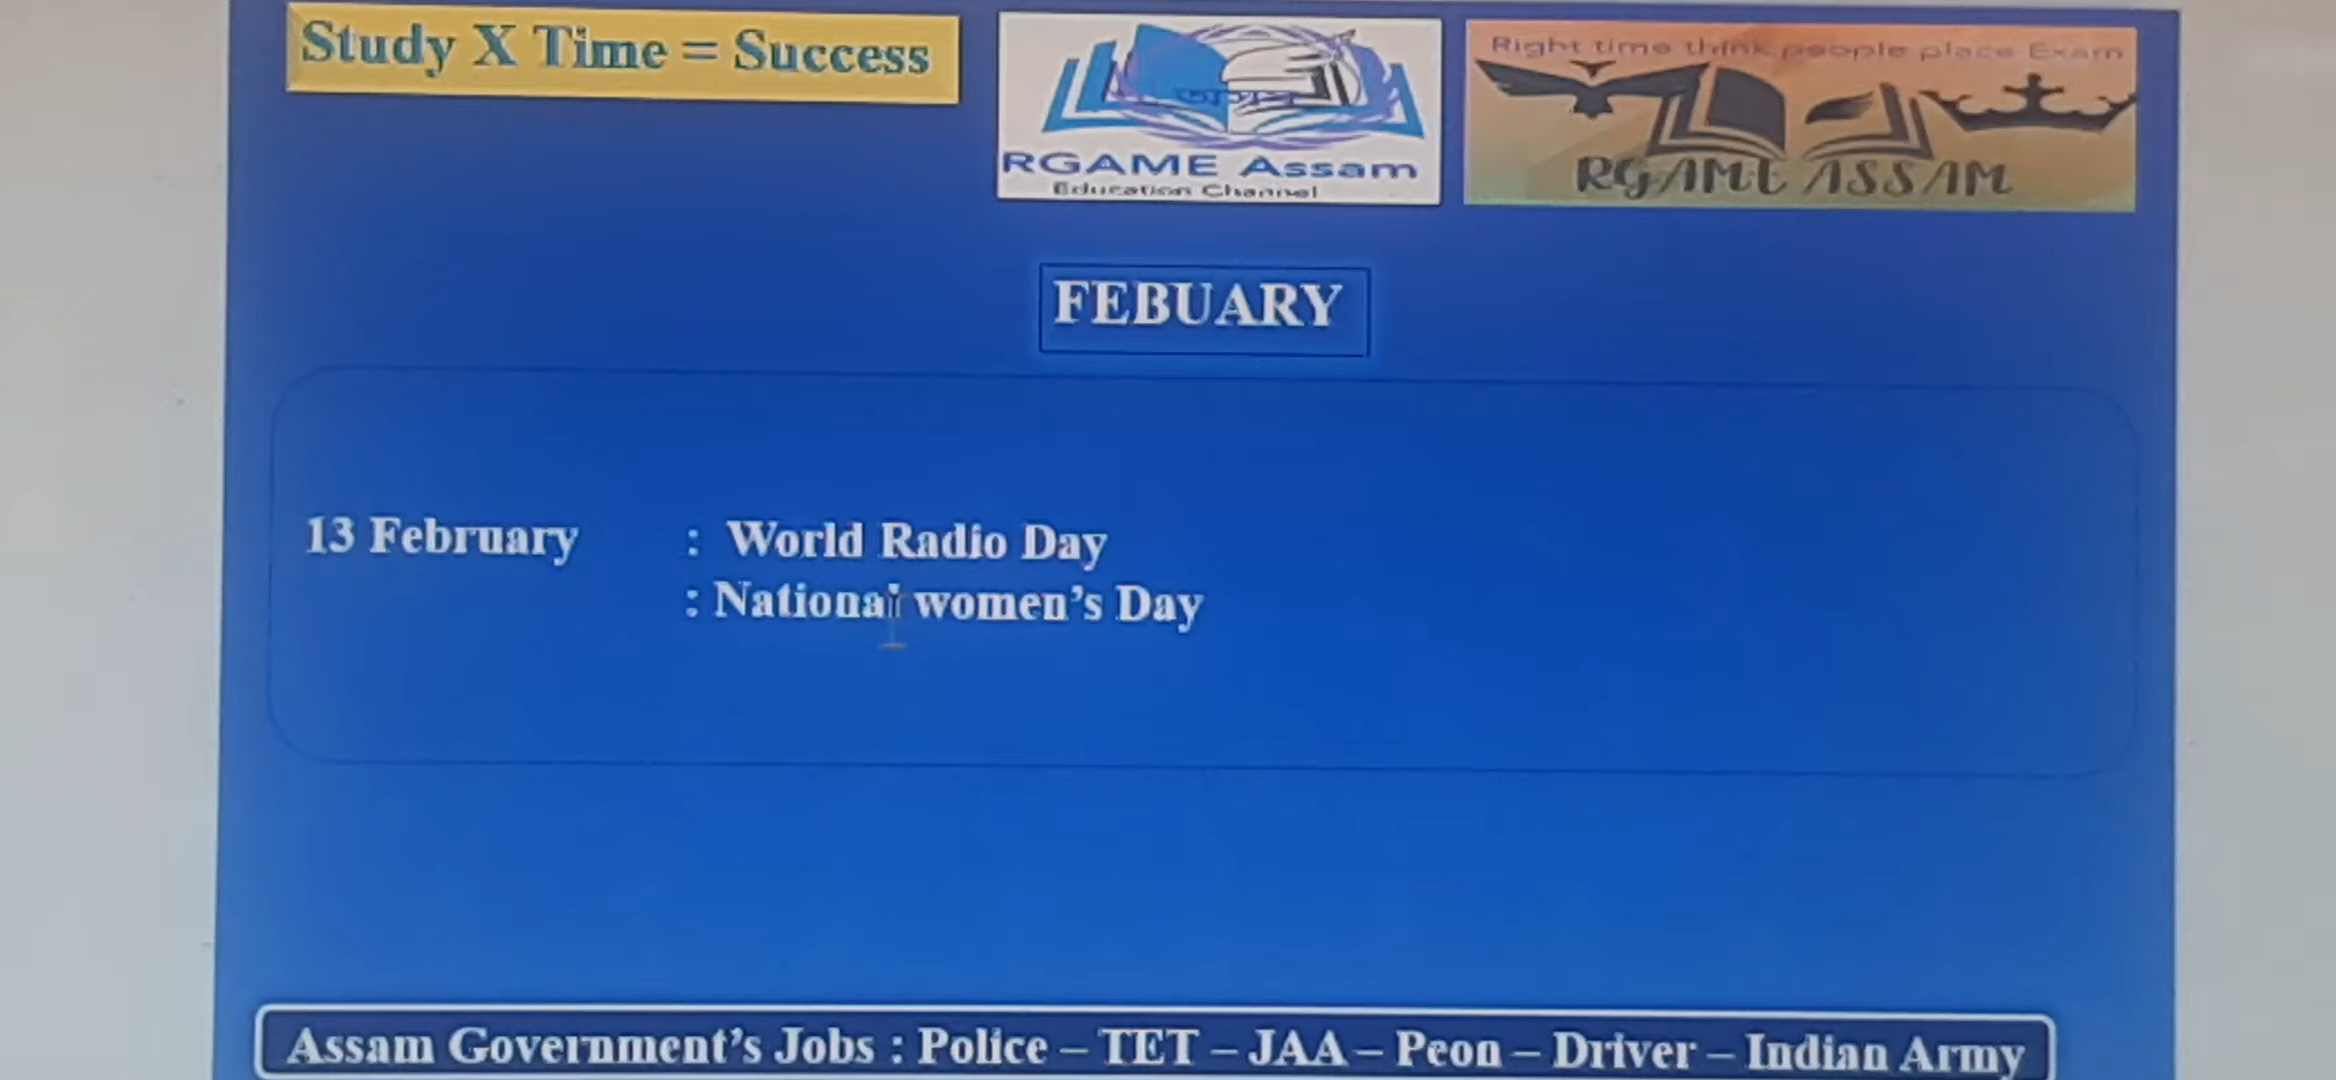 Study X Time = Success
RGAME Assam
Education Channel
Right time think people place Exam
RGAME ASSAM
FEBUARY
13 February : World Radio Day
: National women's Day
Assam Government's Jobs : Police – TET – JAA – Peon – Driver – Indian Army